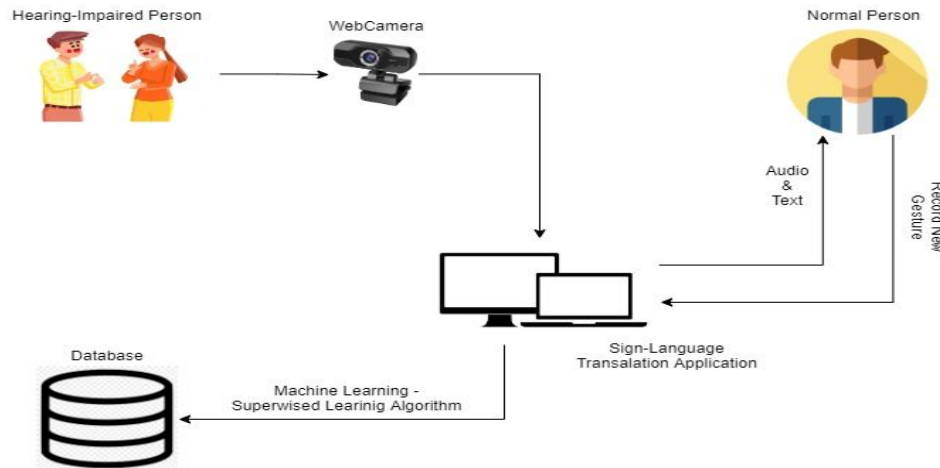 Hearing-Impaired Person
WebCamera
Normal Person
Audio
&
Text
Record New
Gesture
Sign-Language
Transalation Application
Database
Machine Learning -
Superwised Learinig Algorithm